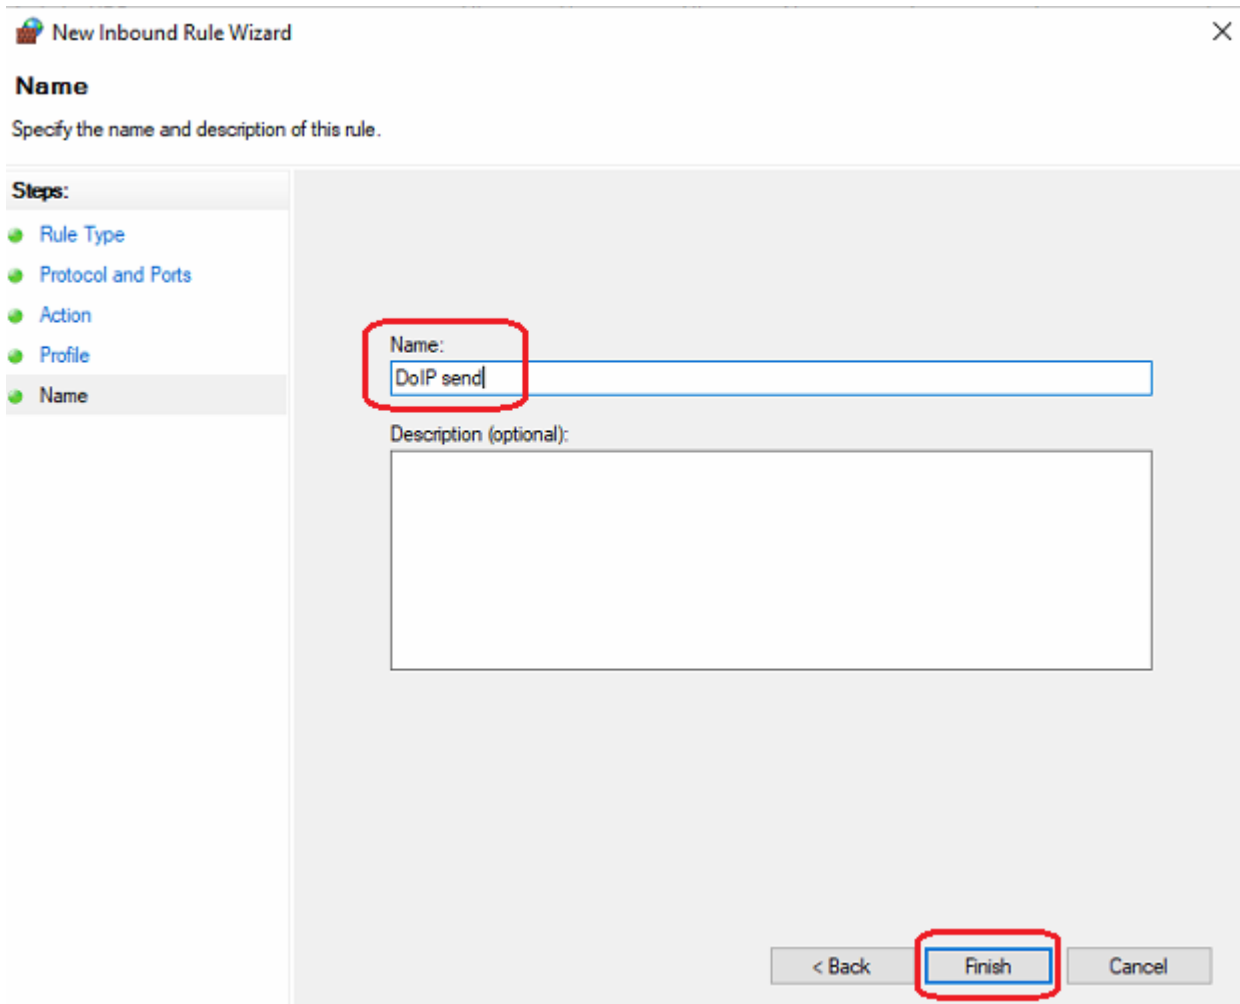 New Inbound Rule Wizard
Name
Specify the name and description of this rule.
Steps:
Rule Type
Protocol and Ports
Action
Profile
Name
Name:
DoIP send
Description (optional):
< Back
Finish
Cancel